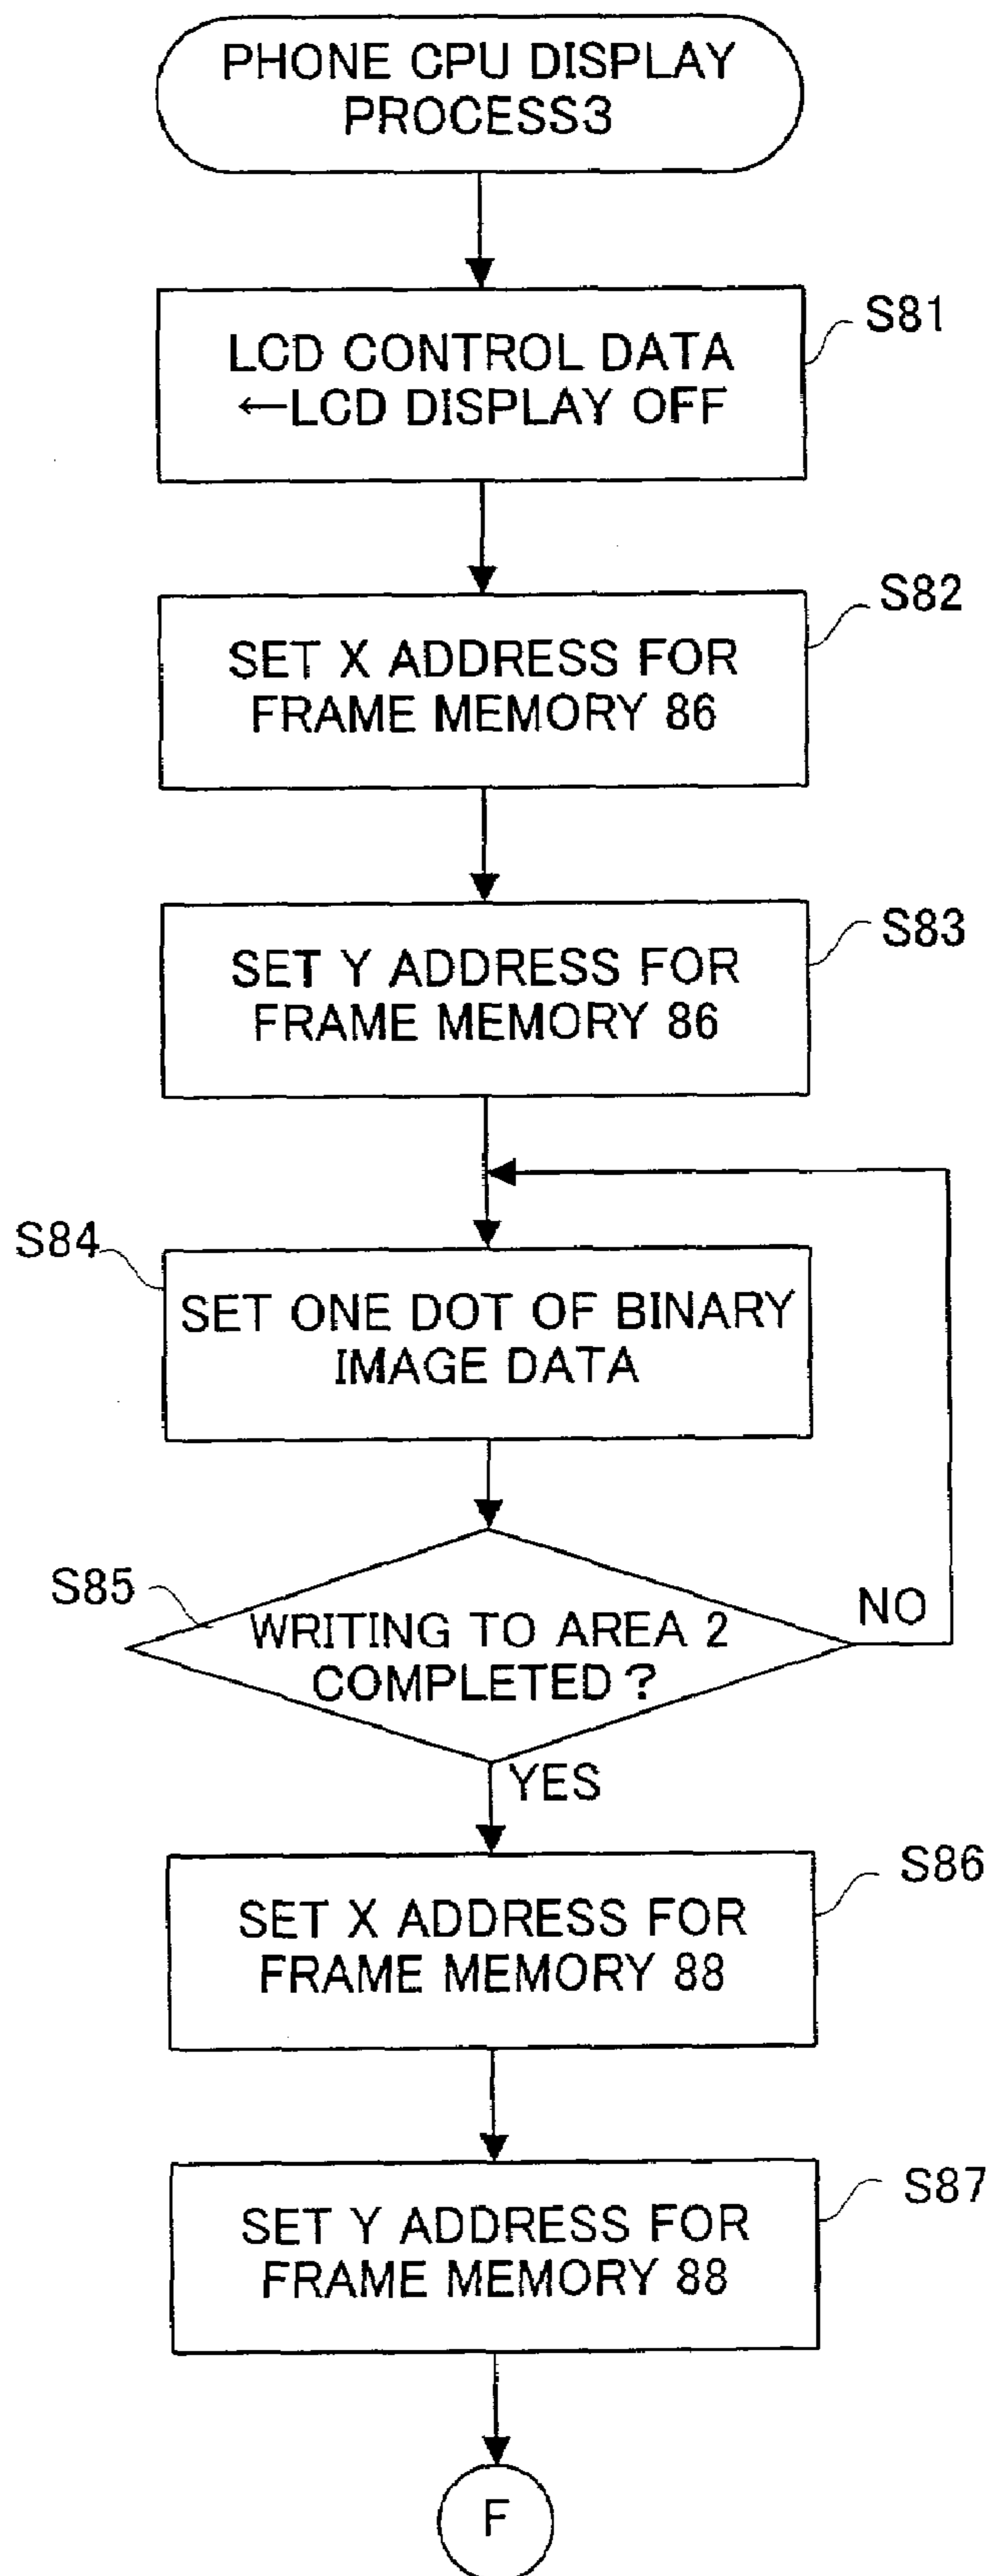 PHONE CPU DISPLAY
PROCESS3
S81
LCD CONTROL DATA
←LCD DISPLAY OFF
S82
SET X ADDRESS FOR
FRAME MEMORY 86
S83
SET Y ADDRESS FOR
FRAME MEMORY 86
S84
SET ONE DOT OF BINARY
IMAGE DATA
S85
WRITING TO AREA 2
COMPLETED?
NO
YES
S86
SET X ADDRESS FOR
FRAME MEMORY 88
S87
SET Y ADDRESS FOR
FRAME MEMORY 88
F